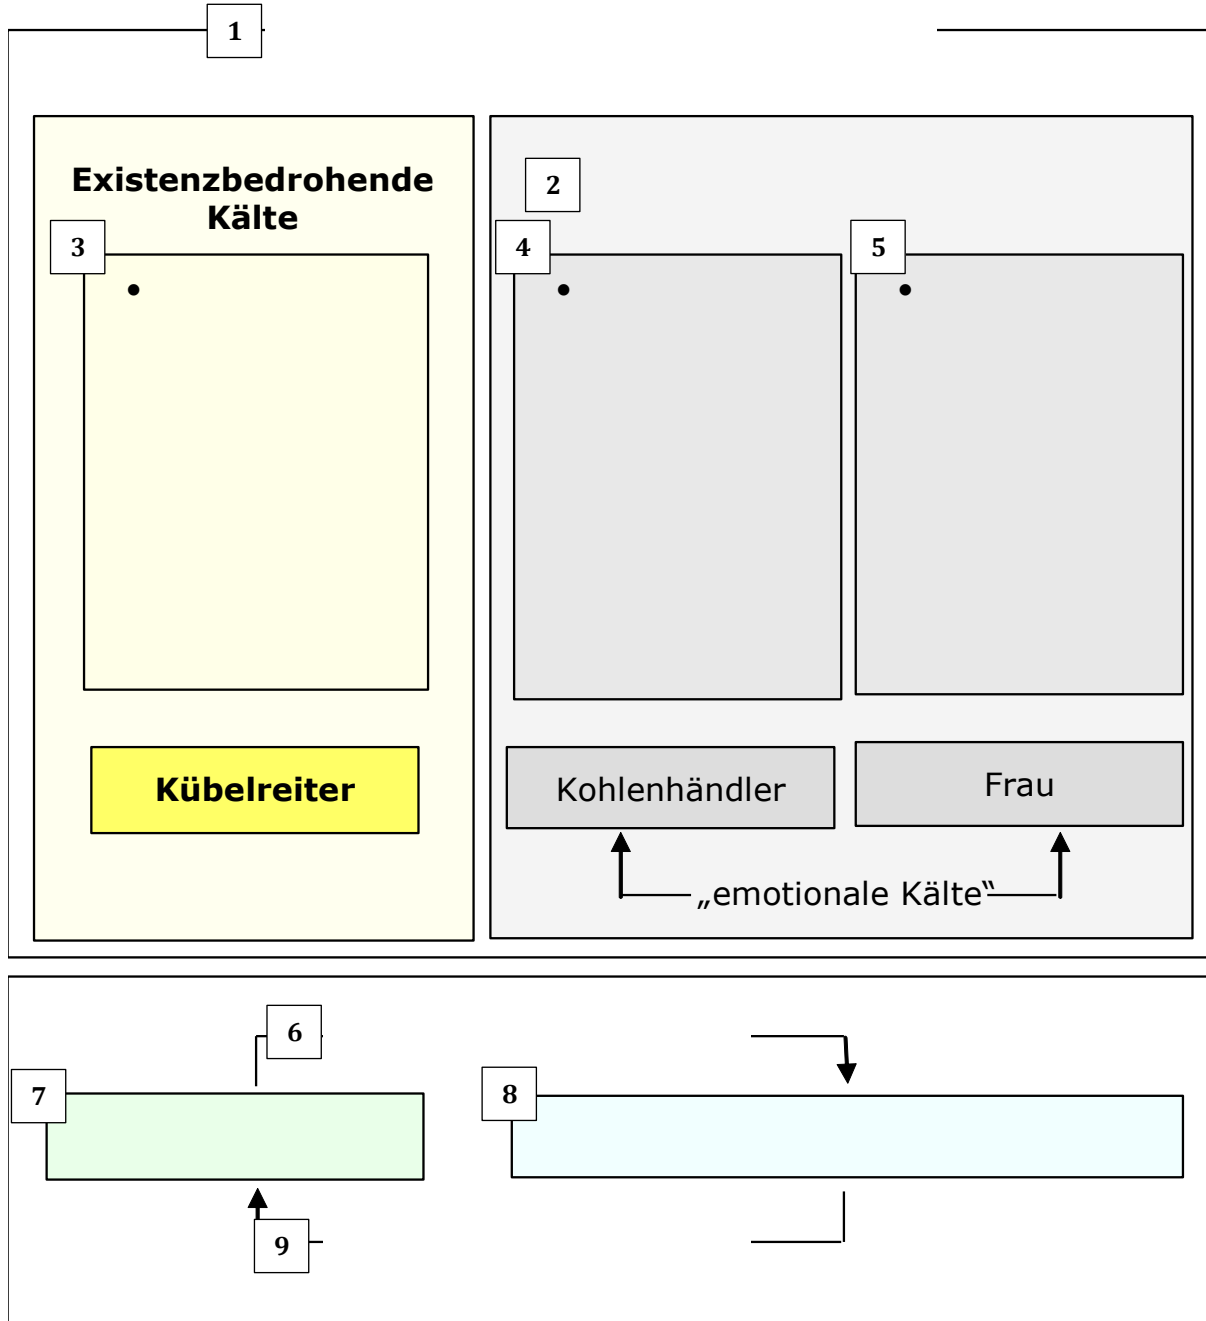 1
Existenzbedrohende
Kälte
2
3
4
5
•
•
•
Kübelreiter
Kohlenhändler
Frau
„emotionale Kälte“
6
7
8
9